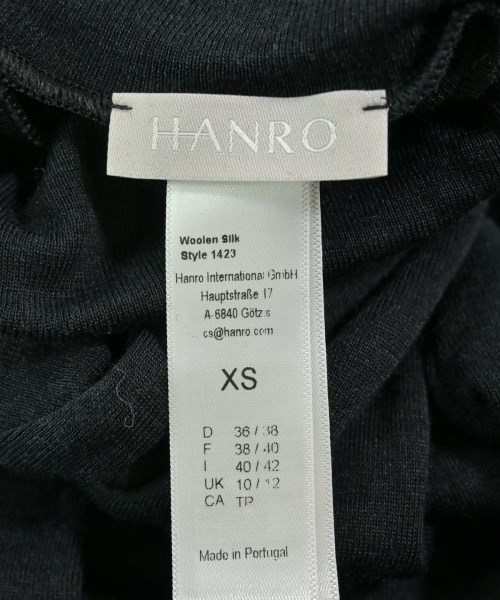 HANRO
Woolen Silk
Style 1423
Hanro International GmbH
Hauptstraße 17
A-6840 Götzis
cs@hanro.com
XS
D 36 / 38
F 38 / 40
I 40 / 42
UK 10 / 12
CA TP
Made in Portugal